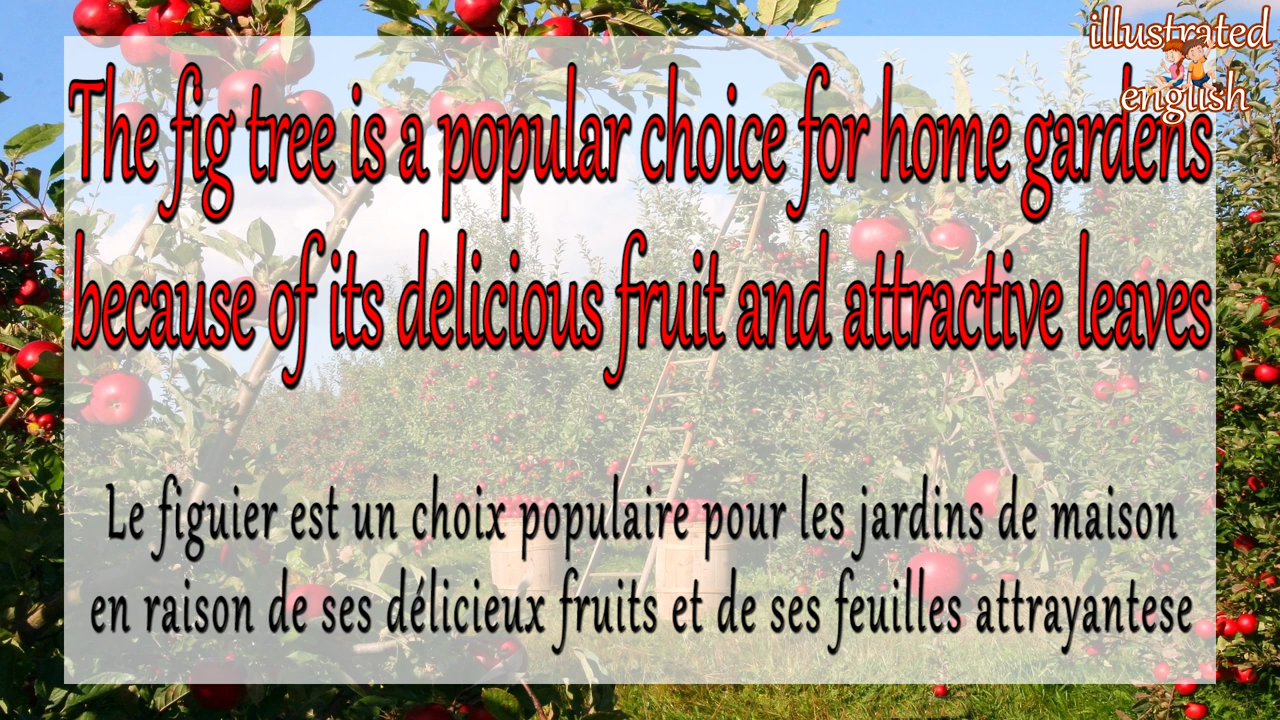 illustrated
english
The fig tree is a popular choice for home gardens
because of its delicious fruit and attractive leaves
Le figuier est un choix populaire pour les jardins de maison
en raison de ses délicieux fruits et de ses feuilles attrayantese